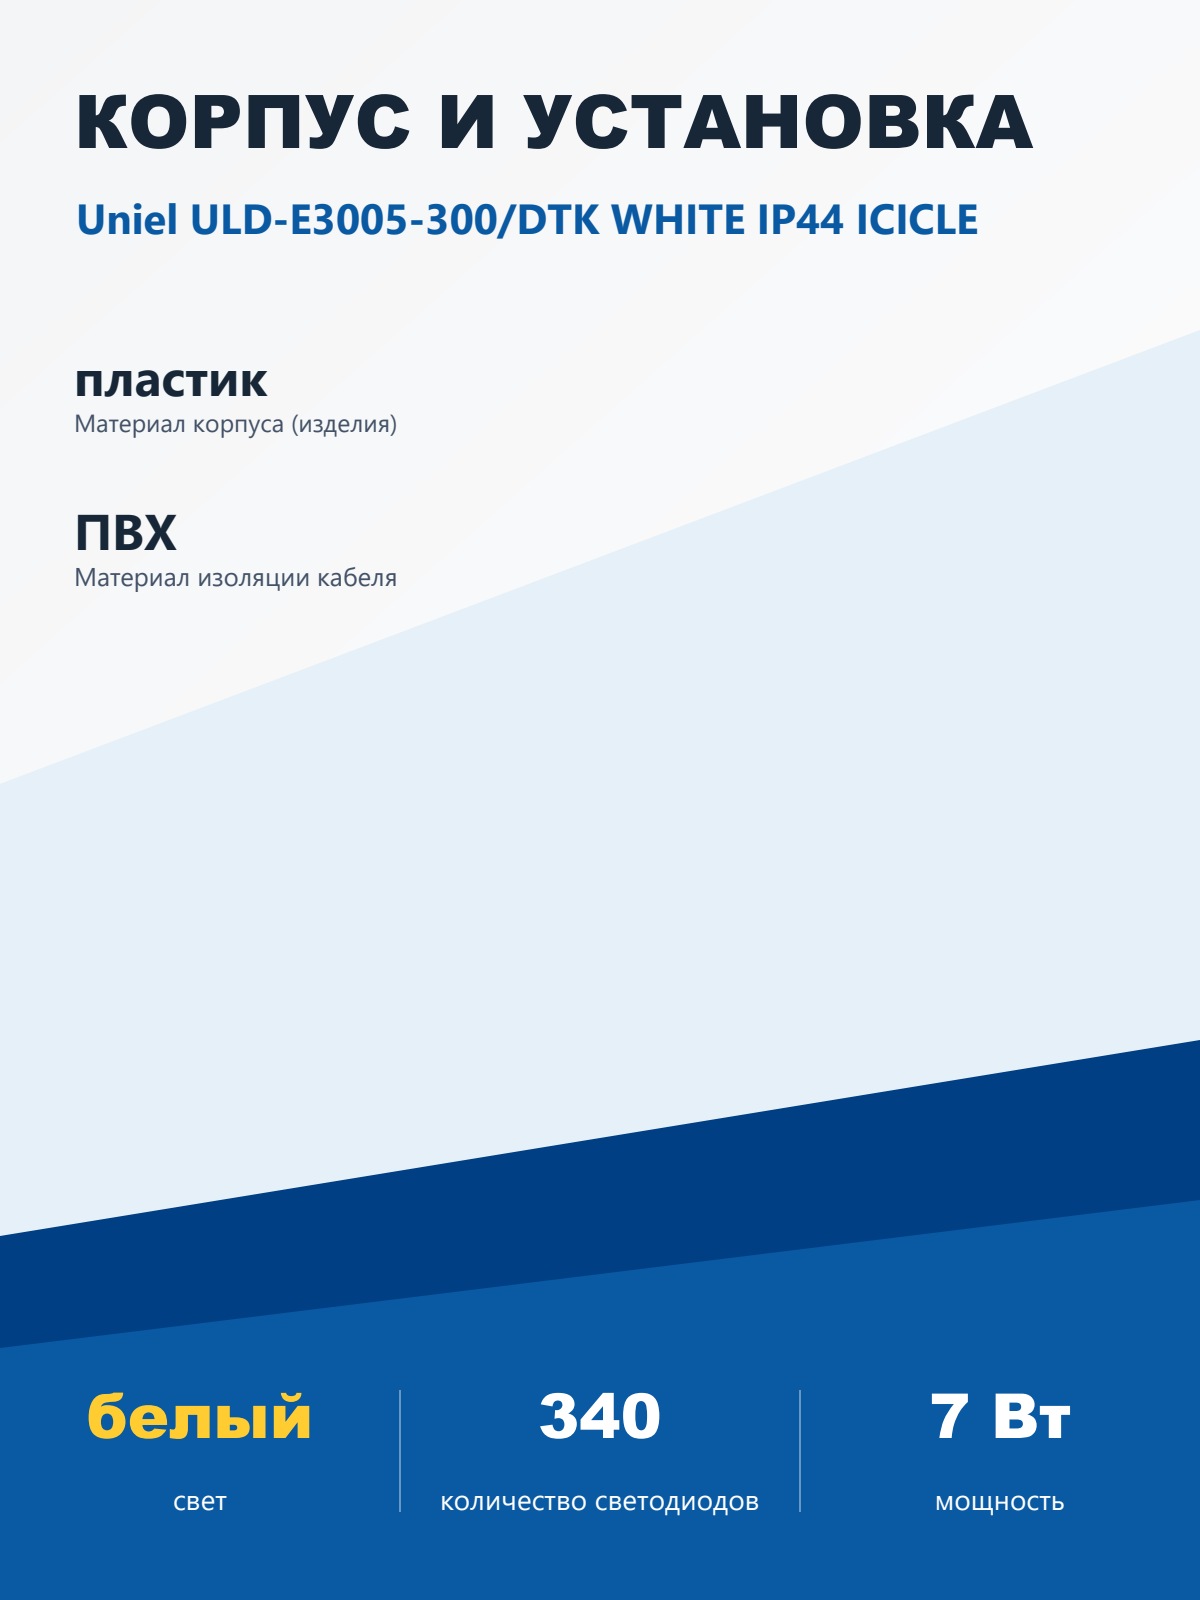 КОРПУС И УСТАНОВКА
Uniel ULD-E3005-300/DTK WHITE IP44 ICICLE
пластик
Материал корпуса (изделия)
ПВХ
Материал изоляции кабеля
белый
свет
340
количество светодиодов
7 Вт
мощность